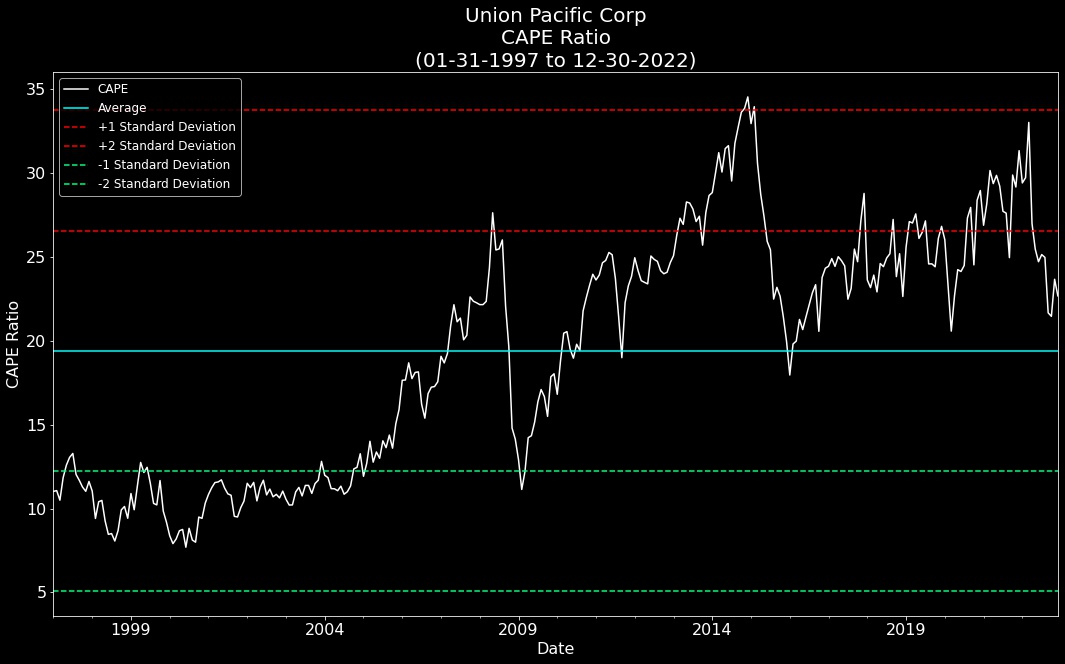 Union Pacific Corp
CAPE Ratio
(01-31-1997 to 12-30-2022)
CAPE
Average
+1 Standard Deviation
+2 Standard Deviation
-1 Standard Deviation
-2 Standard Deviation
CAPE Ratio
35
30
25
20
15
10
5
1999
2004
2009
2014
2019
Date